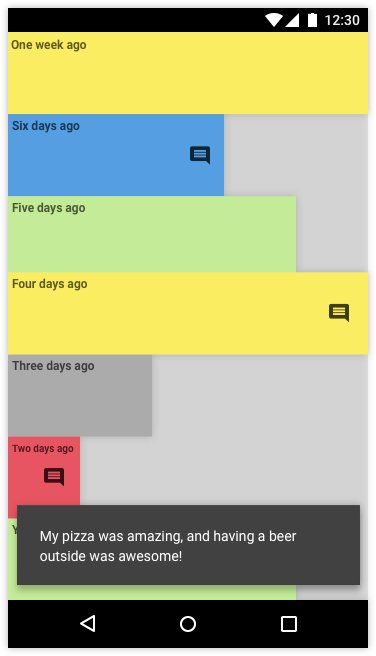 12:30
One week ago
Six days ago
Five days ago
Four days ago
Three days ago
Two days ago
My pizza was amazing, and having a beer
outside was awesome!